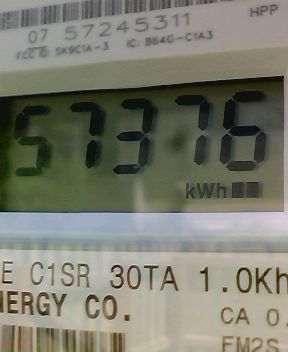 HPP
07 57245311
FCC ID: SK9C1A-3 IC: 864G-C1A3
57376
kWh
E C1SR 30TA 1.0Kh
NERGY CO.
CA 0.
FM2S